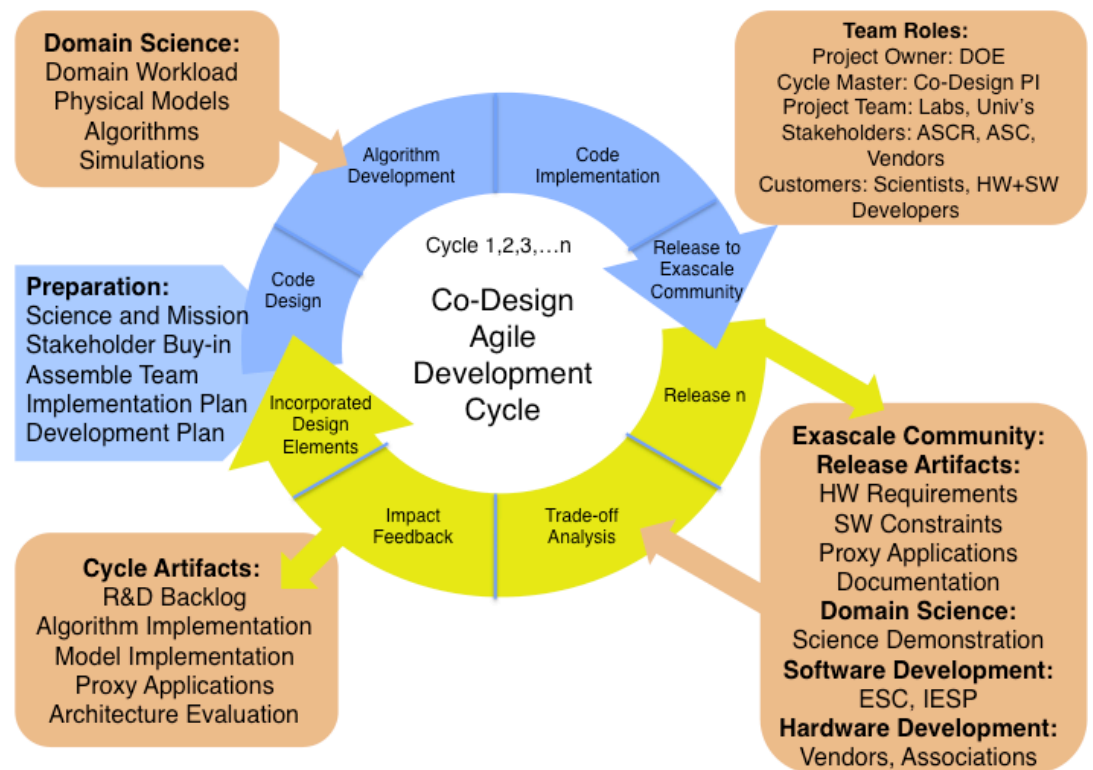 Domain Science:
Domain Workload
Physical Models
Algorithms
Simulations
Team Roles:
Project Owner: DOE
Cycle Master: Co-Design PI
Project Team: Labs, Univ's
Stakeholders: ASCR, ASC,
Vendors
Customers: Scientists, HW+SW
Developers
Algorithm
Development
Code
Implementation
Release to
Exascale
Community
Code
Design
Cycle 1,2,3,...n
Co-Design
Agile
Development
Cycle
Preparation:
Science and Mission
Stakeholder Buy-in
Assemble Team
Implementation Plan
Development Plan
Incorporated
Design
Elements
Release n
Impact
Feedback
Trade-off
Analysis
Exascale Community:
Release Artifacts:
HW Requirements
SW Constraints
Proxy Applications
Documentation
Domain Science:
Science Demonstration
Software Development:
ESC, IESP
Hardware Development:
Vendors, Associations
Cycle Artifacts:
R&D Backlog
Algorithm Implementation
Model Implementation
Proxy Applications
Architecture Evaluation